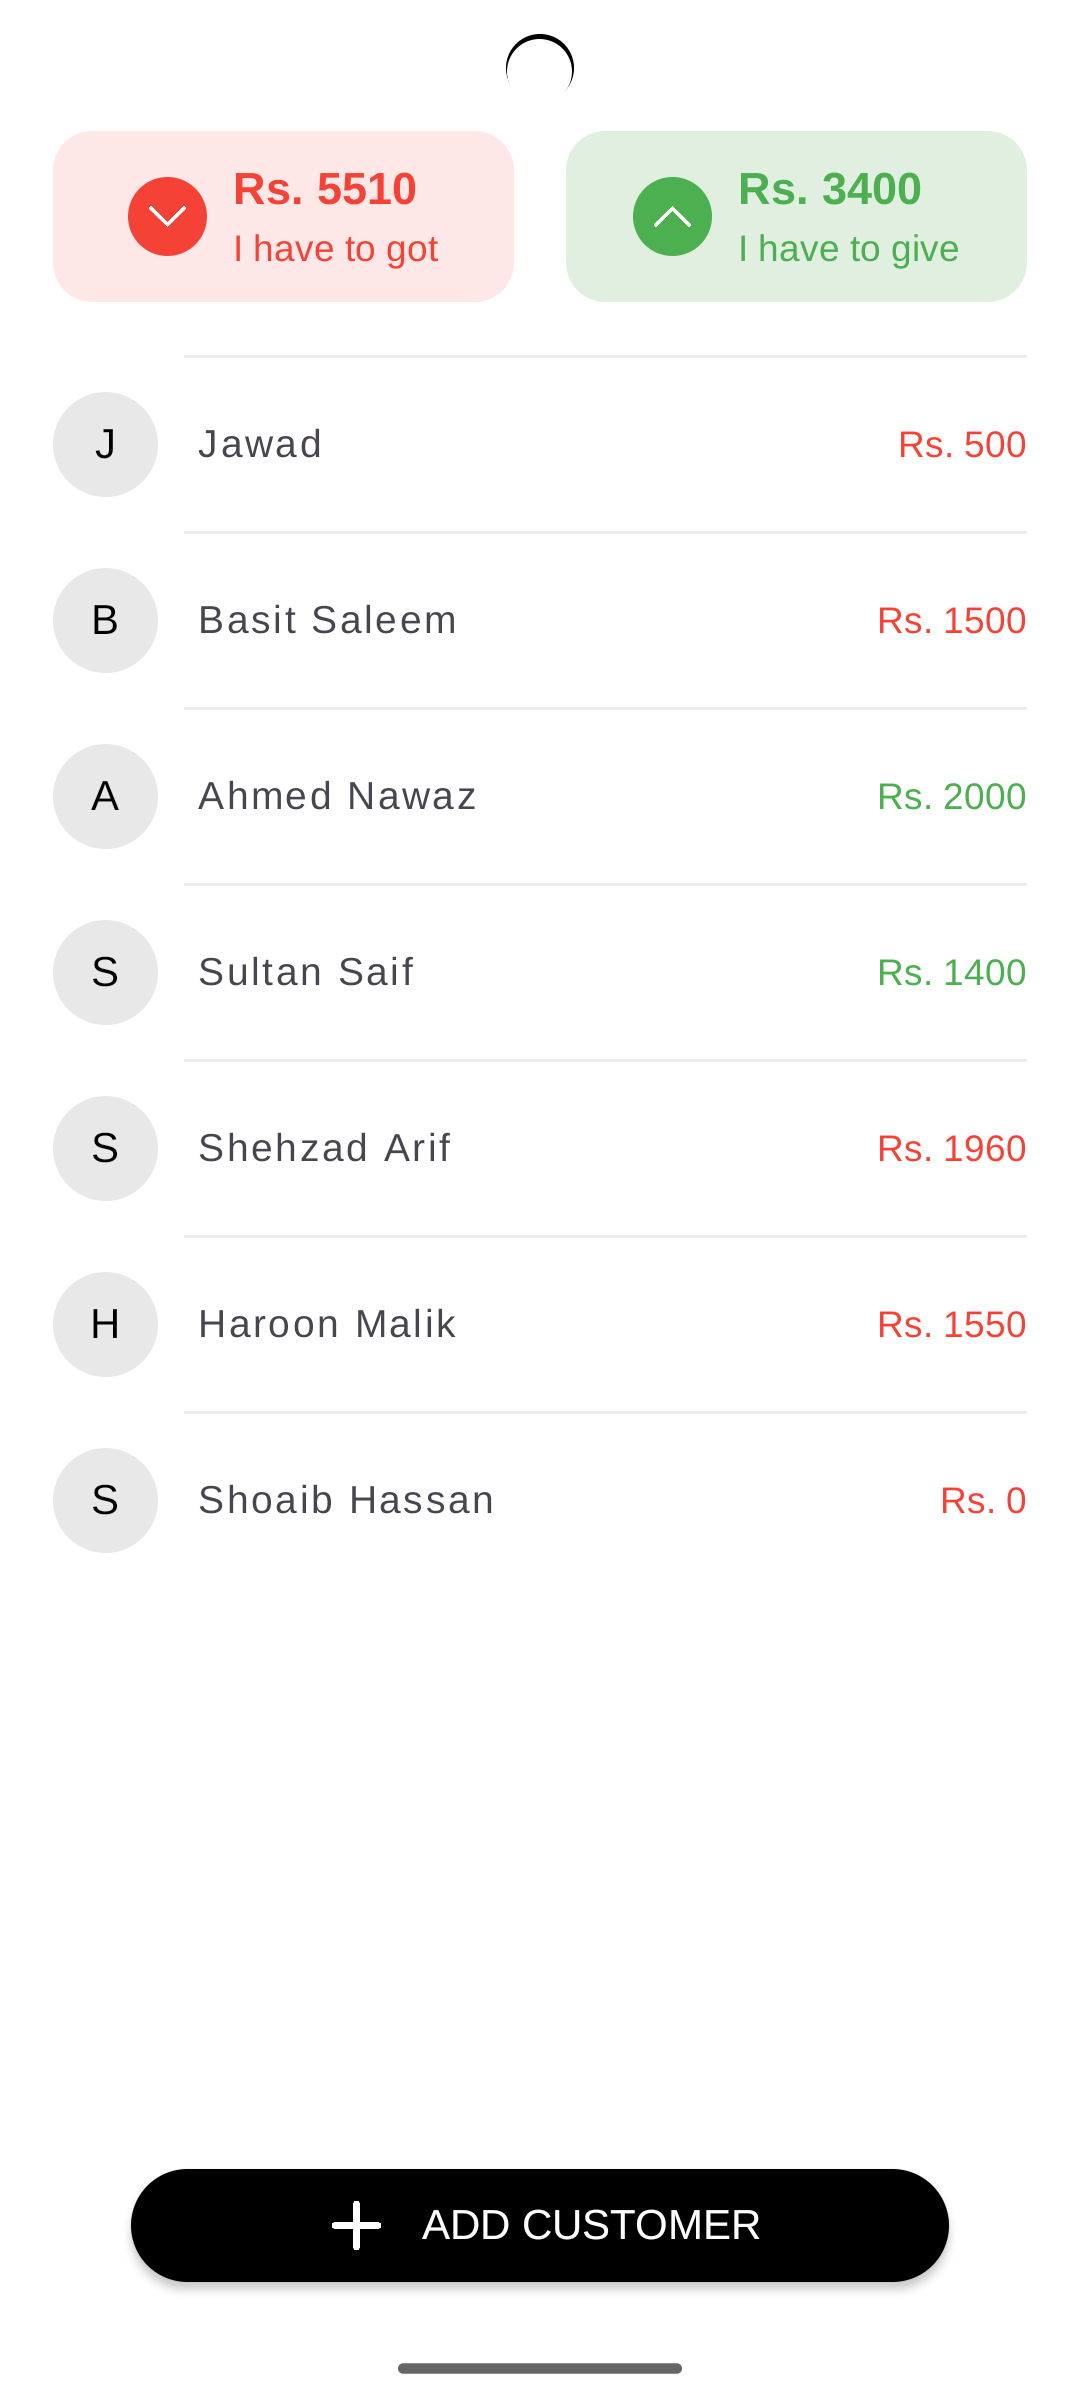 Rs. 5510
I have to got
Rs. 3400
I have to give
J Jawad Rs. 500
B Basit Saleem Rs. 1500
A Ahmed Nawaz Rs. 2000
S Sultan Saif Rs. 1400
S Shehzad Arif Rs. 1960
H Haroon Malik Rs. 1550
S Shoaib Hassan Rs. 0
ADD CUSTOMER